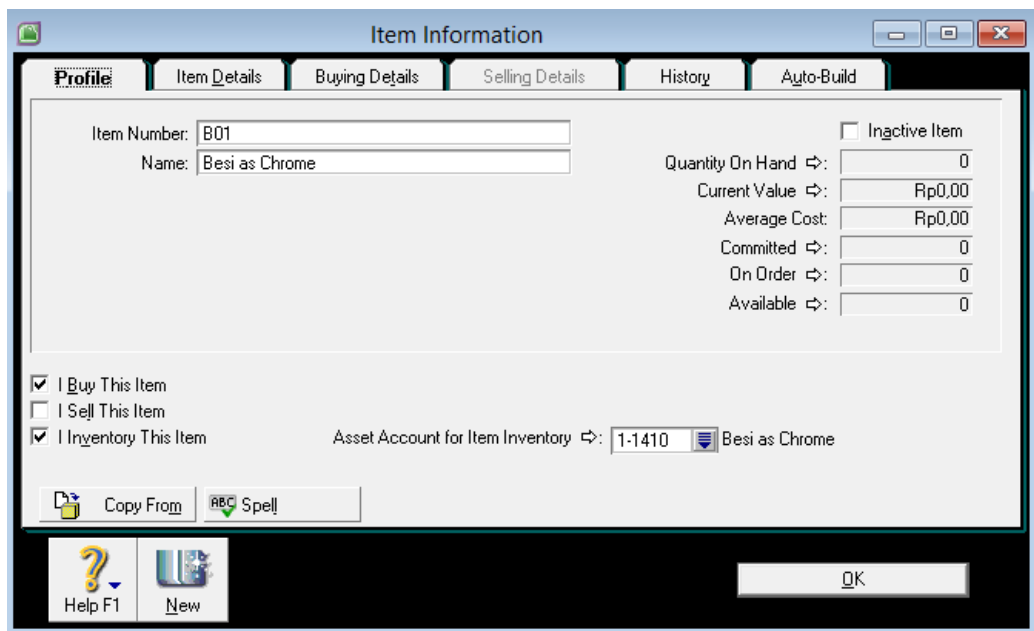 Item Information
Profile Item Details Buying Details Selling Details History Auto-Build
Item Number: B01
Name: Besi as Chrome
Inactive Item
Quantity On Hand ⇨: 0
Current Value ⇨: Rp0,00
Average Cost: Rp0,00
Committed ⇨: 0
On Order ⇨: 0
Available ⇨: 0
I Buy This Item
I Sell This Item
I Inventory This Item Asset Account for Item Inventory ⇨: 1-1410 Besi as Chrome
Copy From ABC Spell
Help F1 New OK